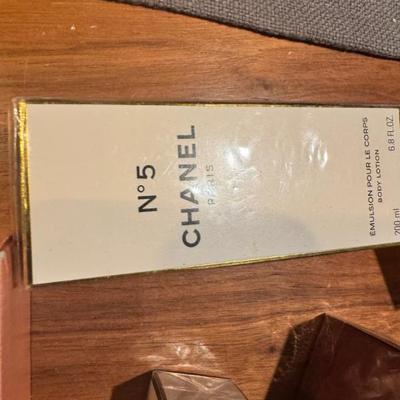 N°5
CHANEL
PARIS
ÉMULSION POUR LE CORPS
BODY LOTION
200 ml 6.8 FL.OZ.